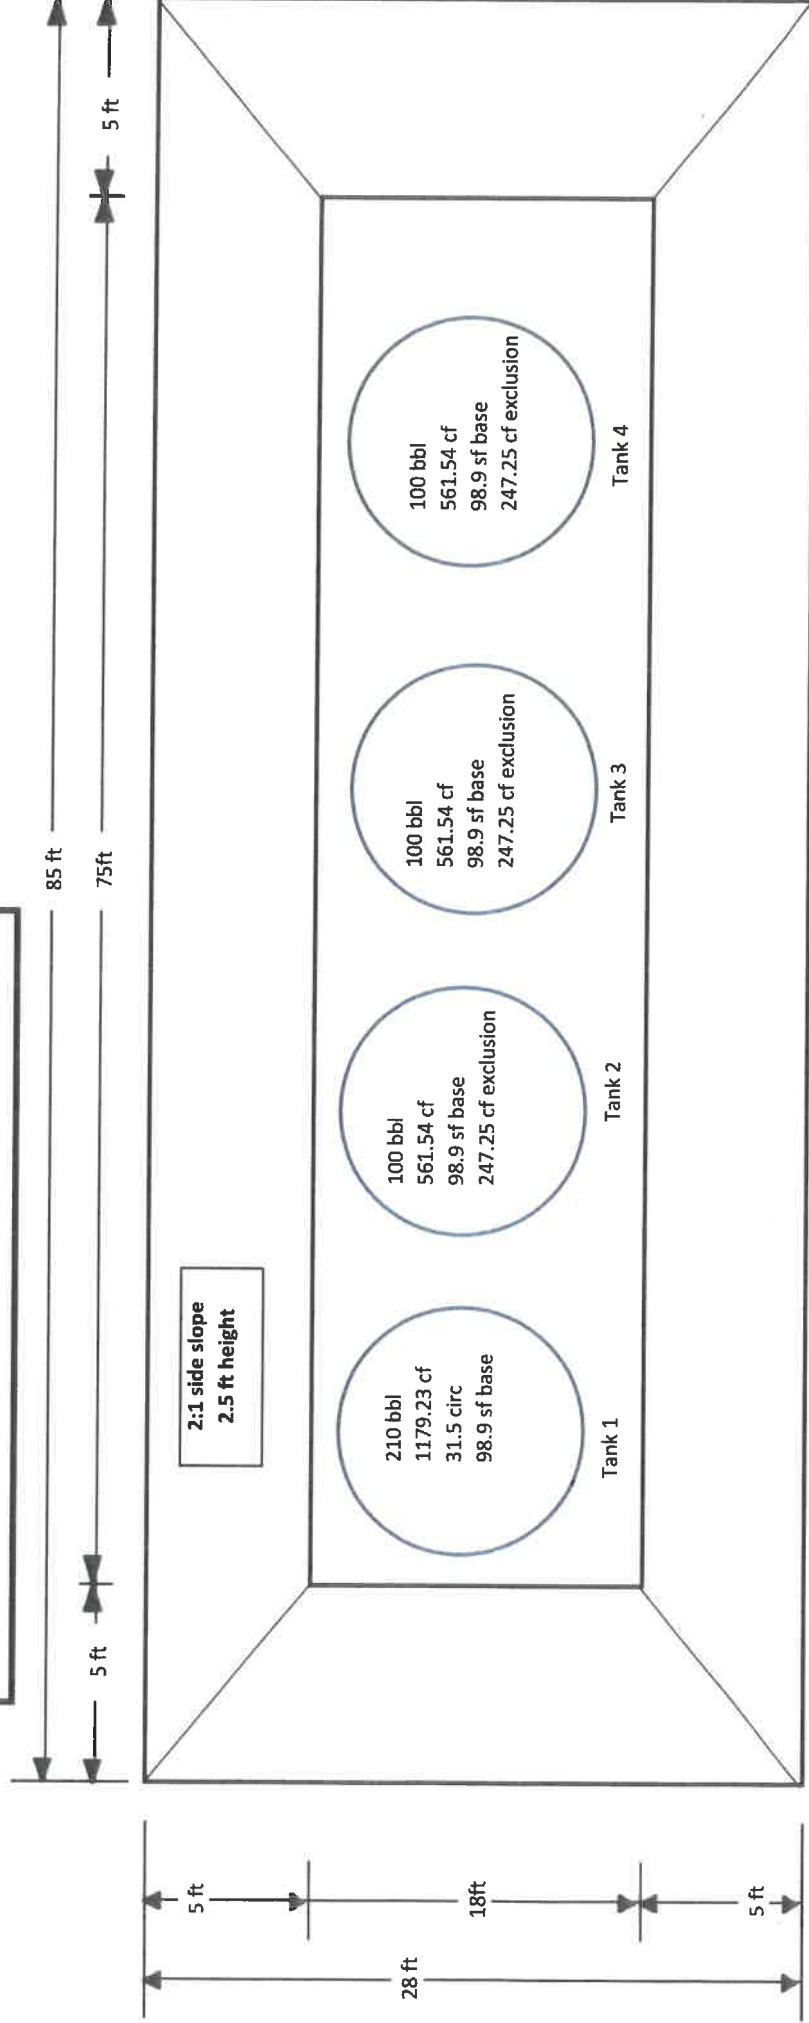 85 ft
5 ft
75ft
5 ft
28 ft
5 ft
18ft
5 ft
2:1 side slope
2.5 ft height
210 bbl
1179.23 cf
31.5 circ
98.9 sf base
Tank 1
100 bbl
561.54 cf
98.9 sf base
247.25 cf exclusion
Tank 2
100 bbl
561.54 cf
98.9 sf base
247.25 cf exclusion
Tank 3
100 bbl
561.54 cf
98.9 sf base
247.25 cf exclusion
Tank 4